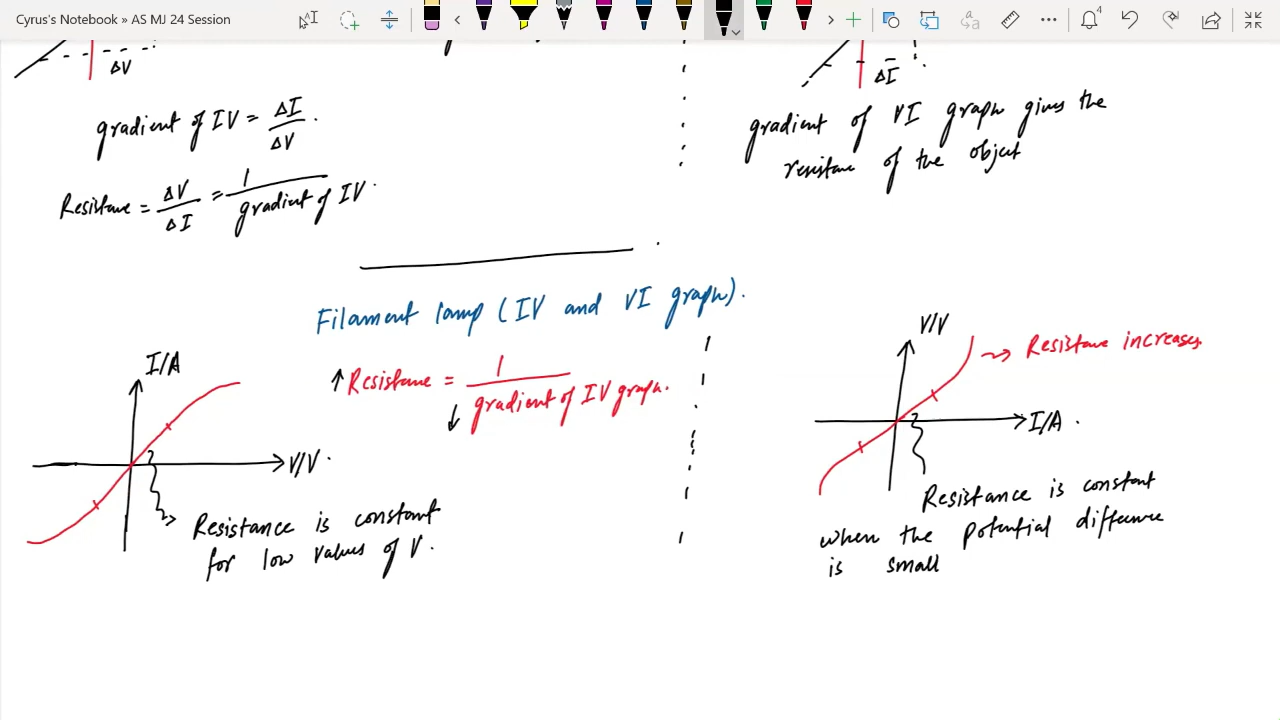 Cyrus's Notebook » AS MJ 24 Session
4
ΔV
ΔI
gradient of IV = ΔI/ΔV.
Resistance = ΔV/ΔI = 1/gradient of IV.
gradient of VI graph gives the
resistance of the object
Filament lamp (IV and VI graph).
I/A
V/V.
↑ Resistance = 1/gradient of IV graph.
↓
Resistance is constant
for low values of V.
V/V
Resistance increases
I/A.
Resistance is constant
when the potential difference
is small